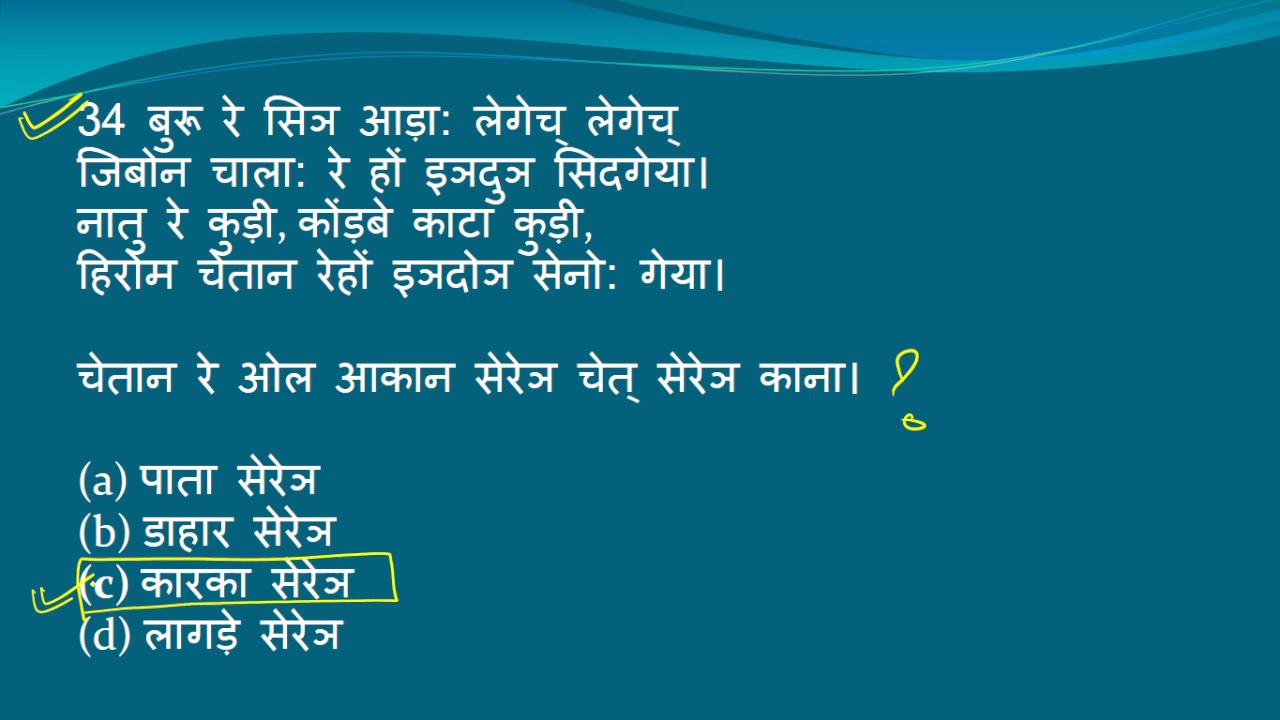 34 बुरू रे सिञ आड़ा: लेगेच् लेगेच्
जिबोन चाला: रे हों इञदुञ सिदगेया।
नातु रे कुड़ी, कोंड़बे काटा कुड़ी,
हिरोम चेतान रेहों इञदोञ सेनो: गेया।
चेतान रे ओल आकान सेरेञ चेत् सेरेञ काना। ?
(a) पाता सेरेञ
(b) डाहार सेरेञ
(c) कारका सेरेञ
(d) लागड़े सेरेञ